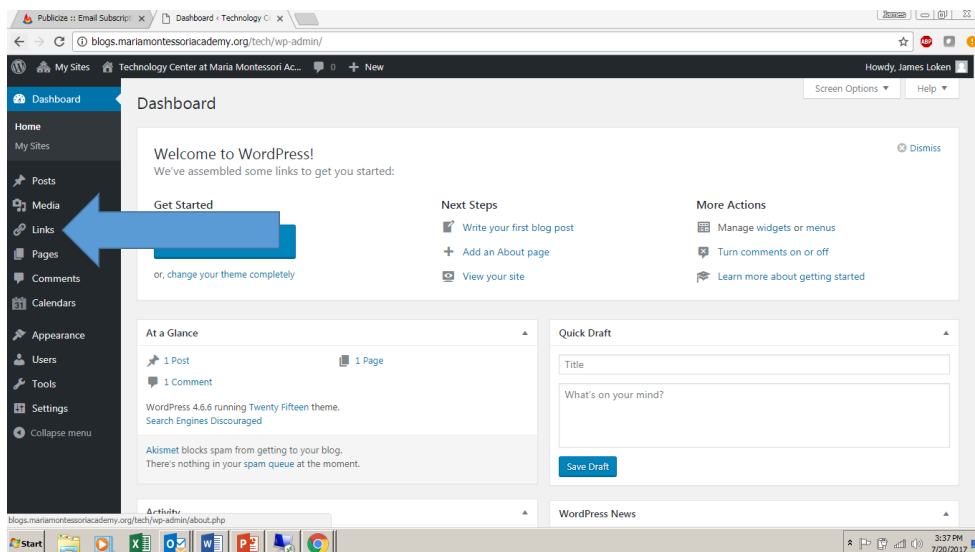 Publicize :: Email Subscript
Dashboard ‹ Technology C
James
blogs.mariamontessoriacademy.org/tech/wp-admin/
ABP
My Sites
Technology Center at Maria Montessori Ac...
0
New
Howdy, James Loken
Screen Options
Help
Dashboard
Home
My Sites
Posts
Media
Links
Pages
Comments
31
Calendars
Appearance
Users
Tools
Settings
Collapse menu
Dashboard
Welcome to WordPress!
We've assembled some links to get you started:
Dismiss
Get Started
or, change your theme completely
Next Steps
Write your first blog post
Add an About page
View your site
More Actions
Manage widgets or menus
Turn comments on or off
Learn more about getting started
At a Glance
1 Post
1 Page
1 Comment
WordPress 4.6.6 running Twenty Fifteen theme.
Search Engines Discouraged
Akismet blocks spam from getting to your blog.
There's nothing in your spam queue at the moment.
Quick Draft
Title
What's on your mind?
Save Draft
Activity
WordPress News
blogs.mariamontessoriacademy.org/tech/wp-admin/about.php
Start
3:37 PM
7/20/2017